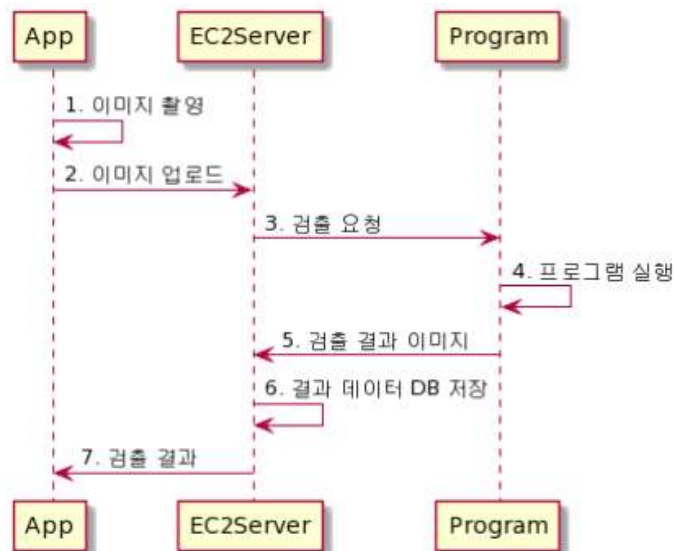 App EC2Server Program
1. 이미지 촬영
2. 이미지 업로드
3. 검출 요청
4. 프로그램 실행
5. 검출 결과 이미지
6. 결과 데이터 DB 저장
7. 검출 결과
App EC2Server Program